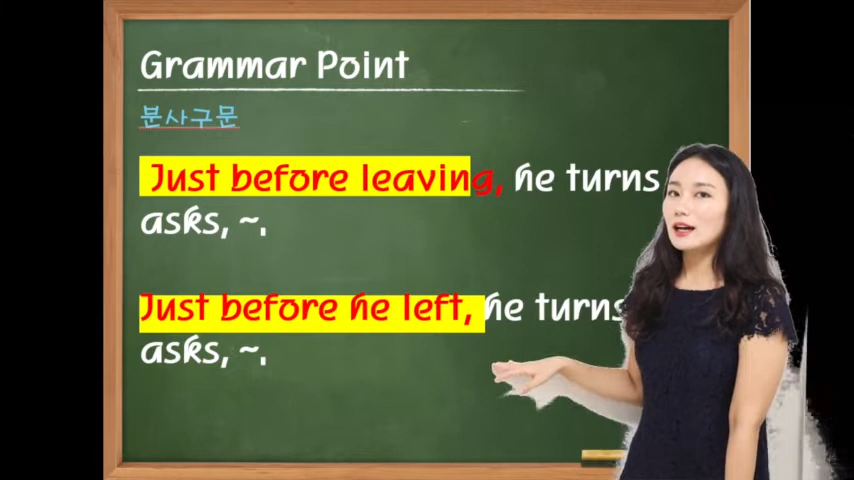 Grammar Point
분사구문
Just before leaving, he turns
asks, ~.
Just before he left, he turns
asks, ~.